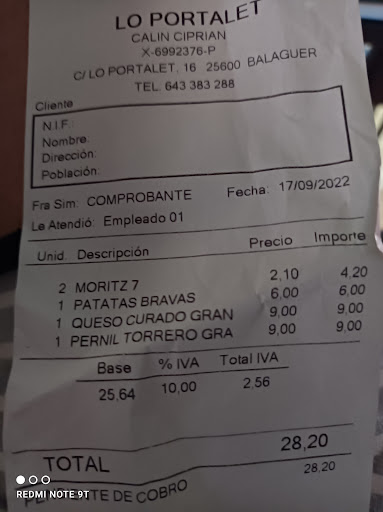 LO PORTALET
CALIN CIPRIAN
X-6992376-P
C/ LO PORTALET, 16 25600 BALAGUER
TEL. 643 383 288
Cliente
N.I.F.:
Nombre:
Dirección:
Población:
Fra Sim: COMPROBANTE Fecha: 17/09/2022
Le Atendió: Empleado 01
Unid. Descripción Precio Importe
2 MORITZ 7 2,10 4,20
1 PATATAS BRAVAS 6,00 6,00
1 QUESO CURADO GRAN 9,00 9,00
1 PERNIL TORRERO GRA 9,00 9,00
Base % IVA Total IVA
25,64 10,00 2,56
TOTAL 28,20
PENDIENTE DE COBRO 28,20
REDMI NOTE 9T